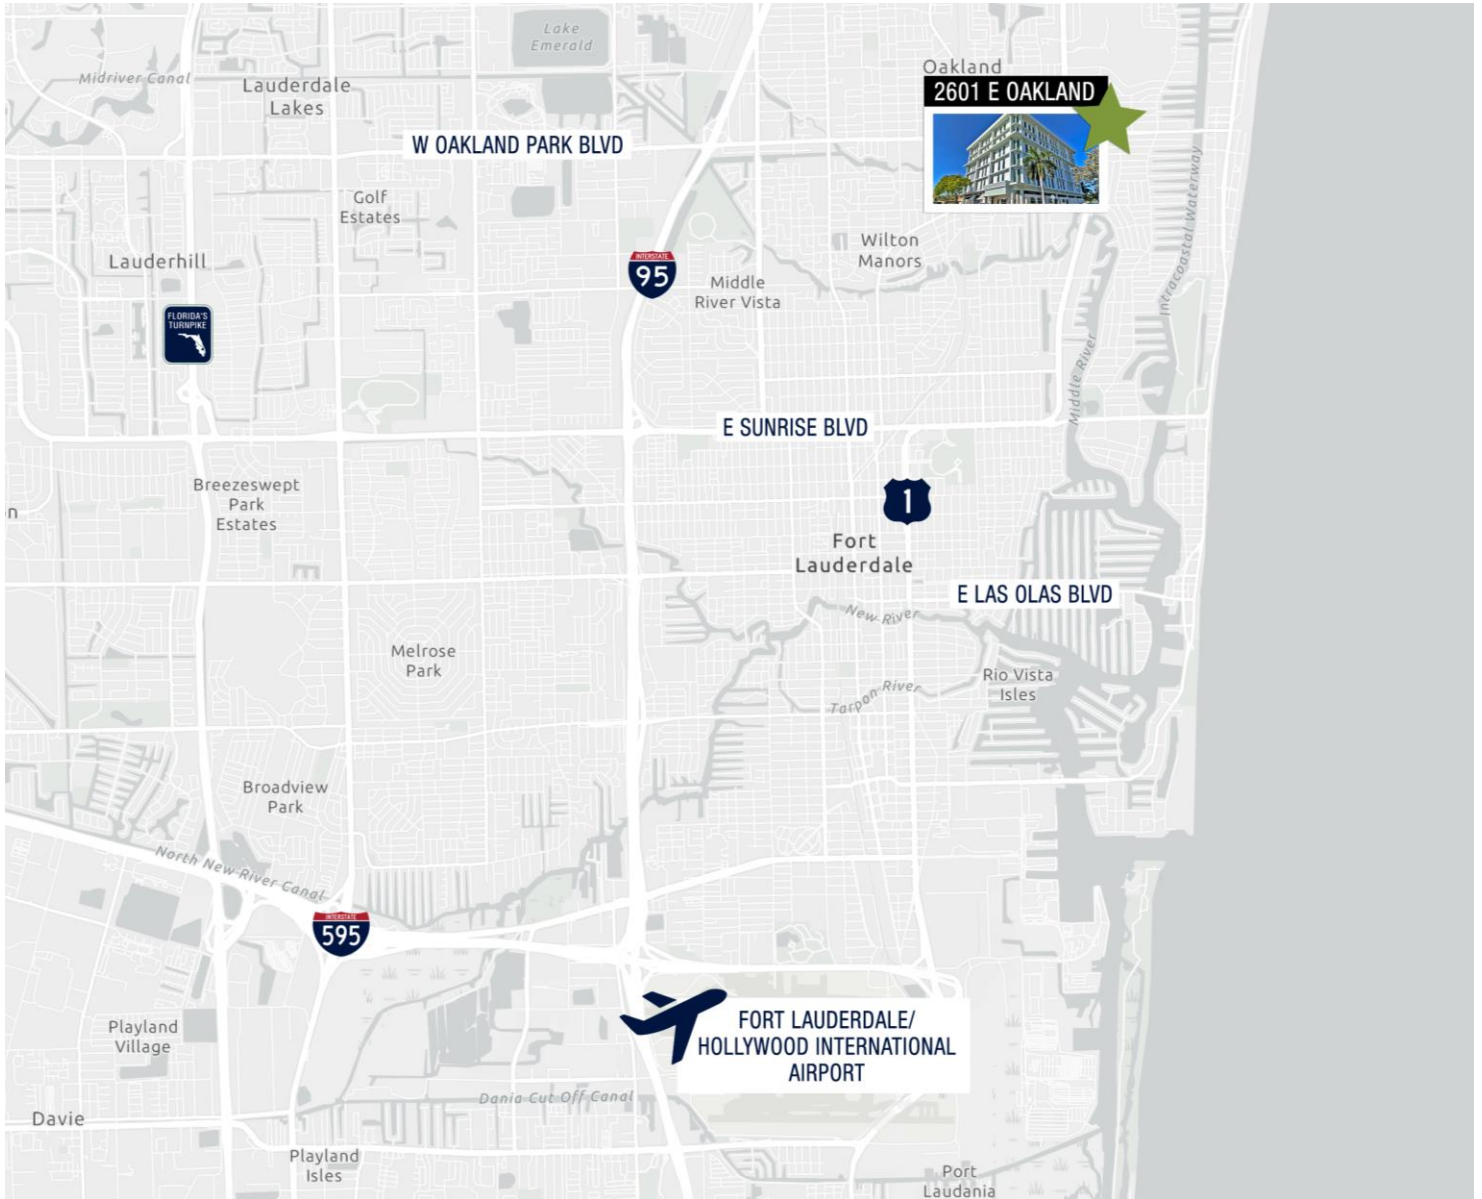 Lake
Emerald
Midriver Canal
Lauderdale
Lakes
Oakland
2601 E OAKLAND
W OAKLAND PARK BLVD
Golf
Estates
Lauderhill
INTERSTATE
95
Middle
River Vista
Wilton
Manors
Intracoastal Waterway
FLORIDA'S
TURNPIKE
Middle River
E SUNRISE BLVD
Breezeswept
Park
Estates
n
1
Fort
Lauderdale
E LAS OLAS BLVD
New River
Melrose
Park
Rio Vista
Isles
Tarpon River
Broadview
Park
North New River Canal
INTERSTATE
595
Playland
Village
FORT LAUDERDALE/
HOLLYWOOD INTERNATIONAL
AIRPORT
Dania Cut Off Canal
Davie
Playland
Isles
Port
Laudania